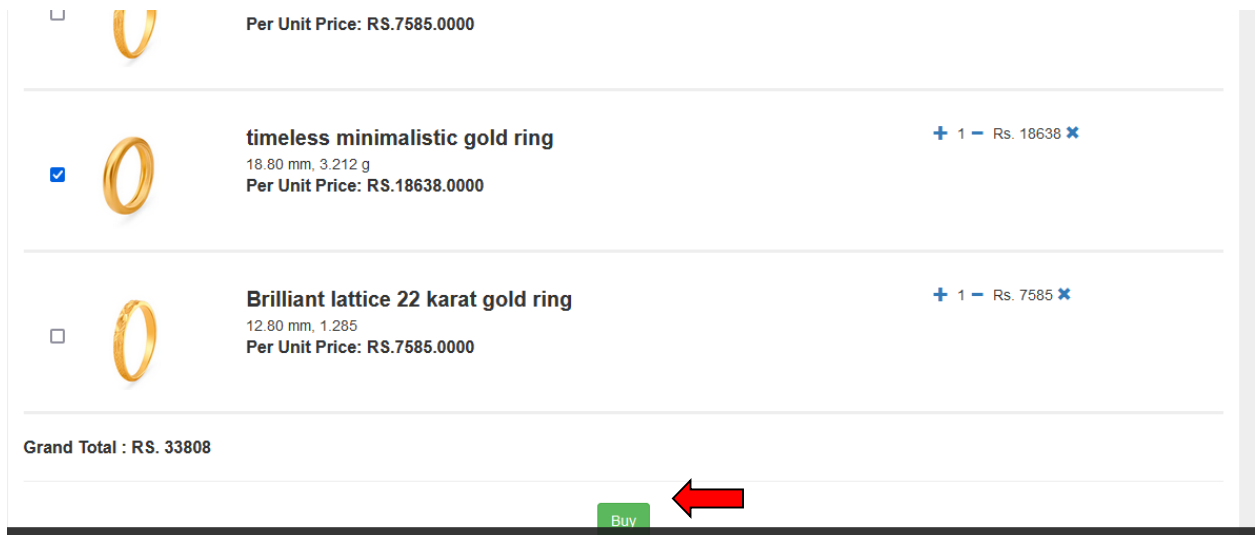 Per Unit Price: RS.7585.0000
timeless minimalistic gold ring
+ 1 − Rs. 18638 ✖
18.80 mm, 3.212 g
Per Unit Price: RS.18638.0000
Brilliant lattice 22 karat gold ring
+ 1 − Rs. 7585 ✖
12.80 mm, 1.285
Per Unit Price: RS.7585.0000
Grand Total : RS. 33808
Buy